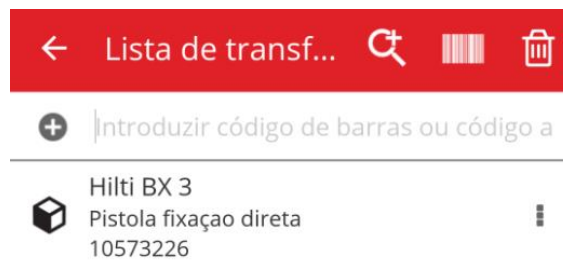 Lista de transf...
Introduzir código de barras ou código a
Hilti BX 3
Pistola fixaçao direta
10573226